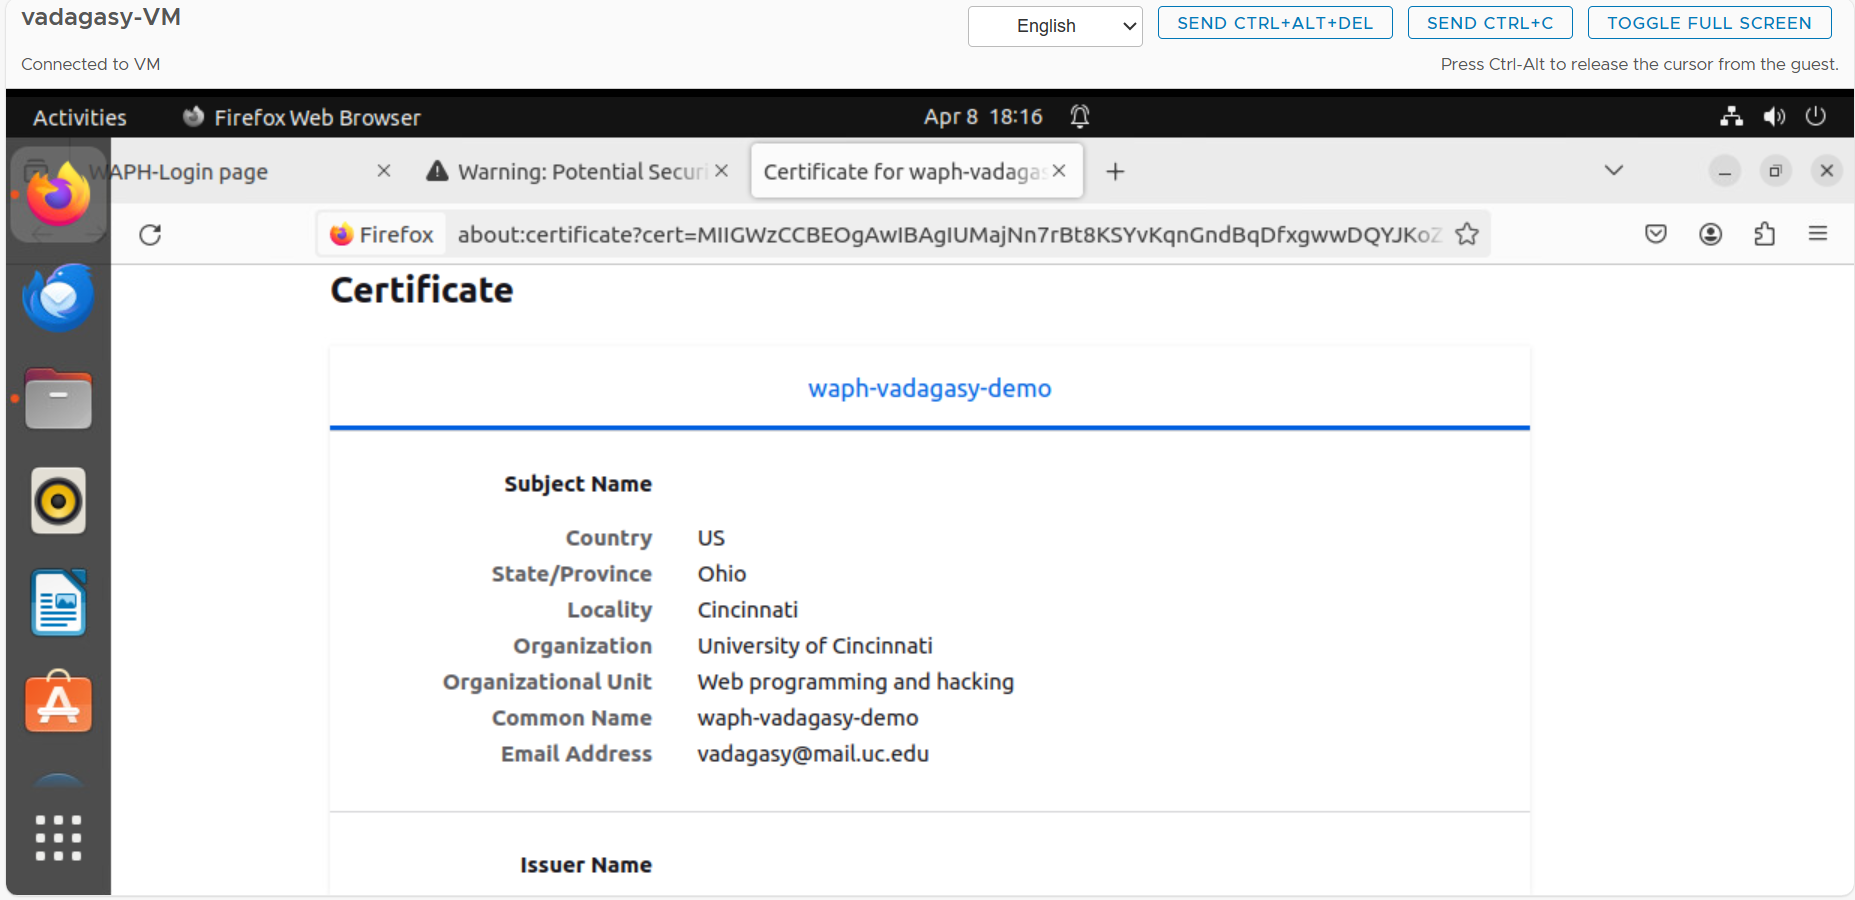 vadagasy-VM
English
SEND CTRL+ALT+DEL
SEND CTRL+C
TOGGLE FULL SCREEN
Connected to VM
Press Ctrl-Alt to release the cursor from the guest.
Activities
Firefox Web Browser
Apr 8 18:16
WAPH-Login page
Warning: Potential Securi
Certificate for waph-vadagas
Firefox
about:certificate?cert=MIIGWzCCBEOgAwIBAgIUMajNn7rBt8KSYvKqnGndBqDfxgwwDQYJKoZ
Certificate
waph-vadagasy-demo
Subject Name
Country US
State/Province Ohio
Locality Cincinnati
Organization University of Cincinnati
Organizational Unit Web programming and hacking
Common Name waph-vadagasy-demo
Email Address vadagasy@mail.uc.edu
Issuer Name